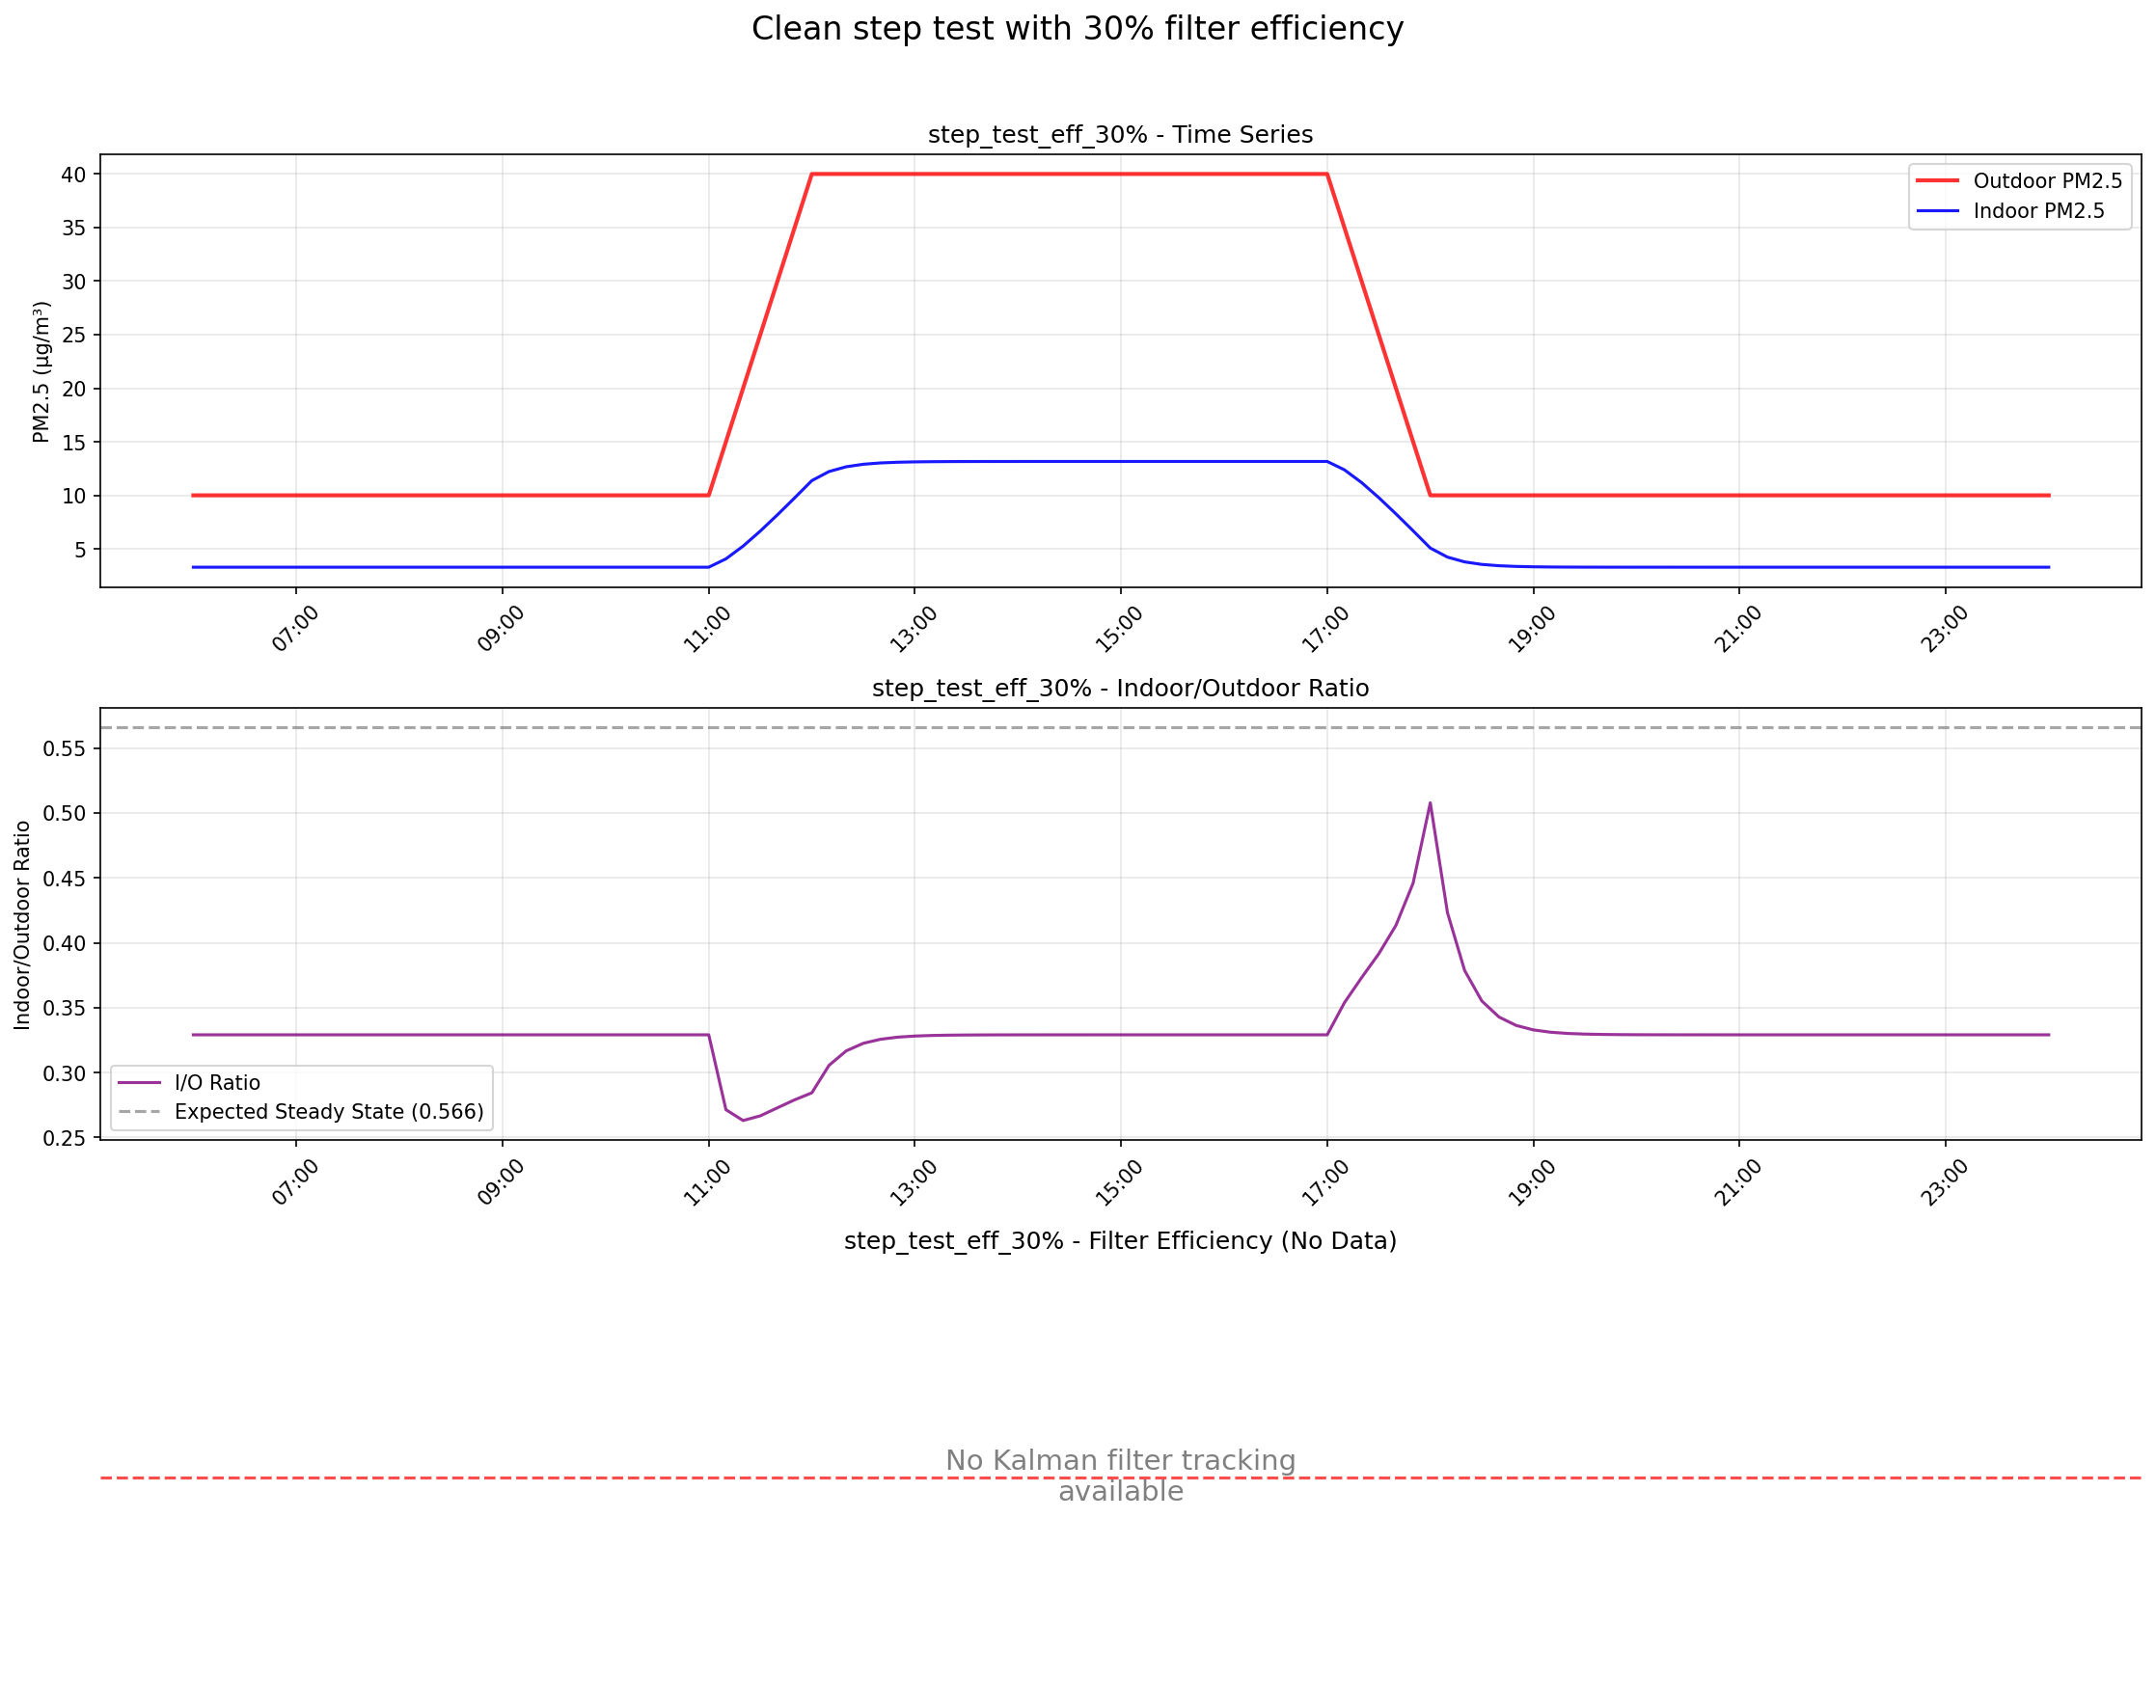 Clean step test with 30% filter efficiency
step_test_eff_30% - Time Series
PM2.5 (µg/m³)
40
35
30
25
20
15
10
5
Outdoor PM2.5
Indoor PM2.5
07:00
09:00
11:00
13:00
15:00
17:00
19:00
21:00
23:00
step_test_eff_30% - Indoor/Outdoor Ratio
Indoor/Outdoor Ratio
0.55
0.50
0.45
0.40
0.35
0.30
0.25
I/O Ratio
Expected Steady State (0.566)
07:00
09:00
11:00
13:00
15:00
17:00
19:00
21:00
23:00
step_test_eff_30% - Filter Efficiency (No Data)
No Kalman filter tracking
available